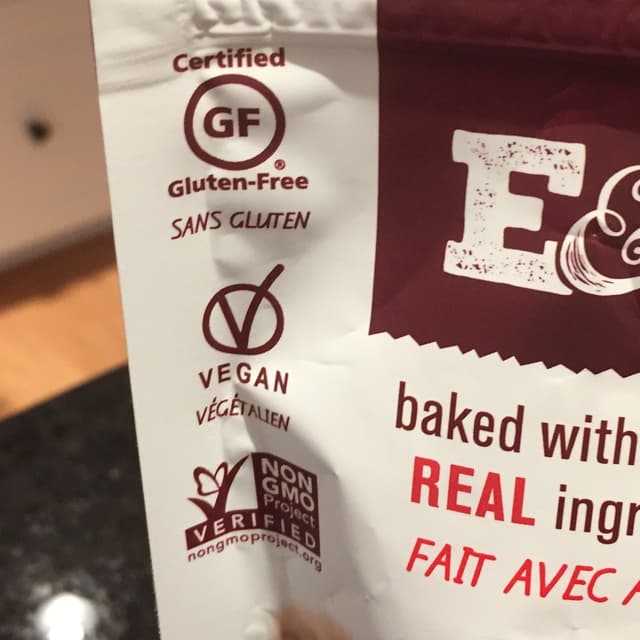 Certified
GF
®
Gluten-Free
SANS GLUTEN
V
VEGAN
VÉGÉTALIEN
NON
GMO
Project
VERIFIED
nongmoproject.org
E&
baked with
REAL ingr
FAIT AVEC